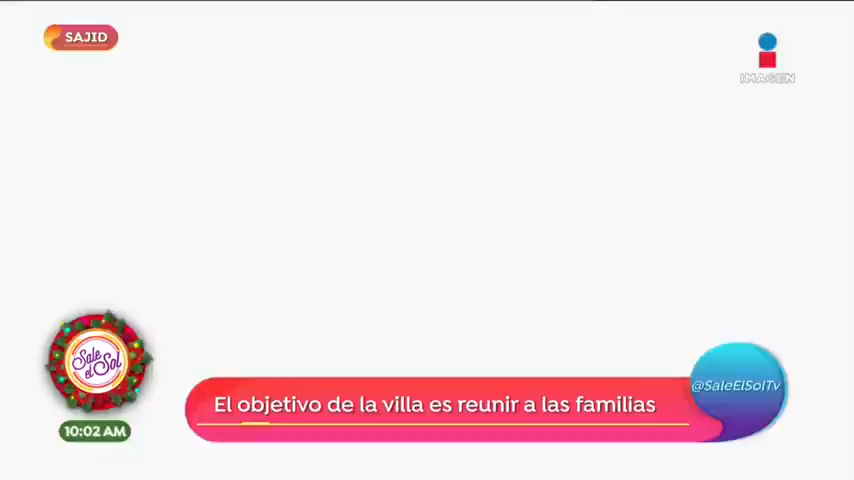 SAJID
IMAGEN
Sale el Sol
10:02 AM
El objetivo de la villa es reunir a las familias
@SaleElSolTv